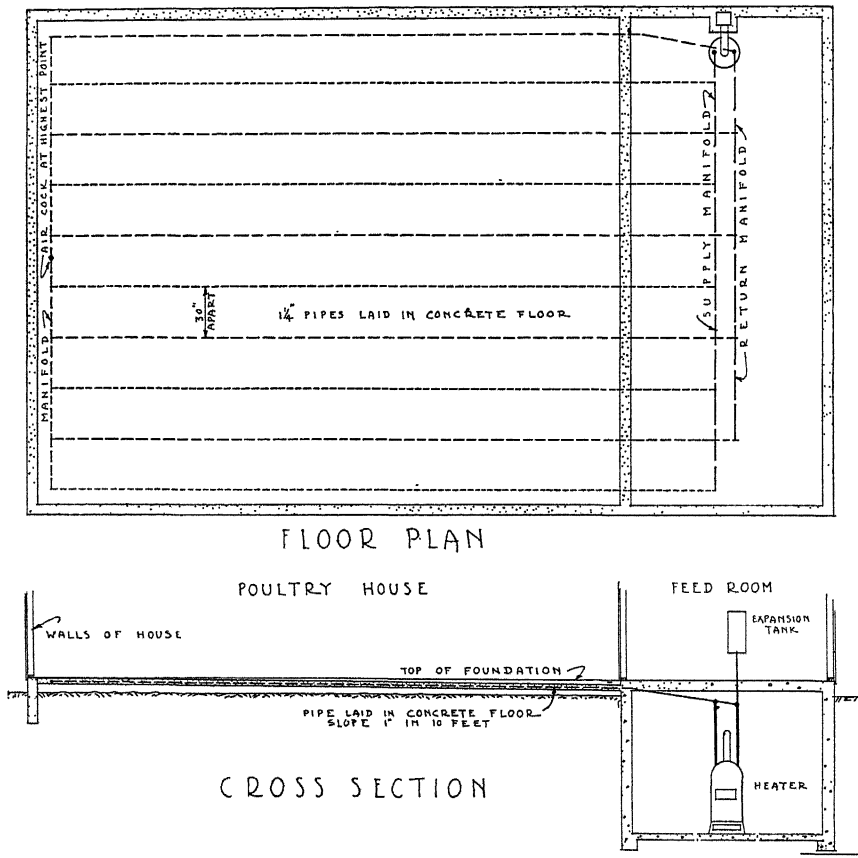 AIR COCK AT HIGHEST POINT
MANIFOLD
SUPPLY MANIFOLD
RETURN MANIFOLD
30"
APART
1¼" PIPES LAID IN CONCRETE FLOOR
FLOOR PLAN
POULTRY HOUSE
FEED ROOM
WALLS OF HOUSE
EXPANSION
TANK
TOP OF FOUNDATION
PIPE LAID IN CONCRETE FLOOR
SLOPE 1" IN 10 FEET
CROSS SECTION
HEATER